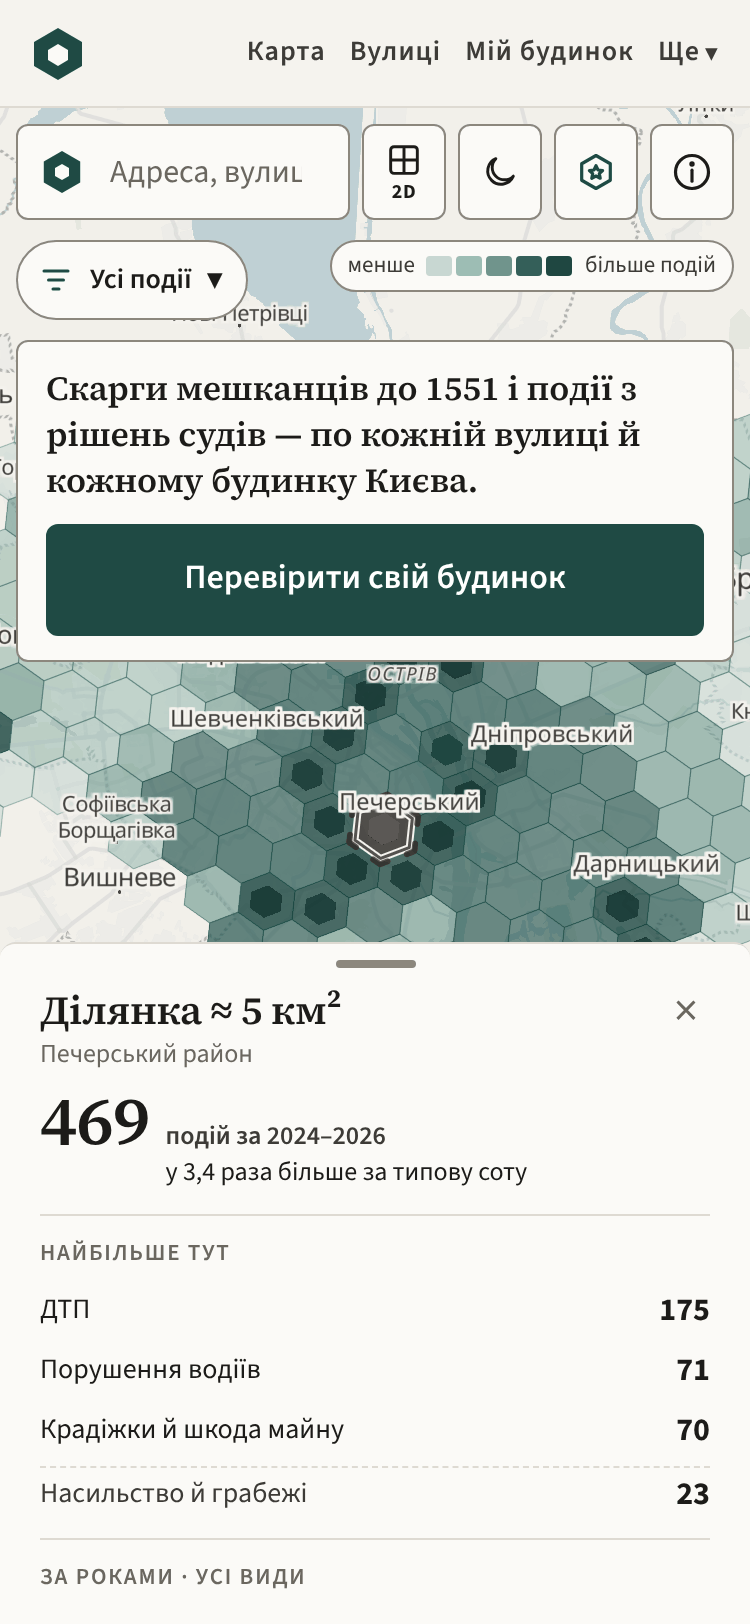 Карта Вулиці Мій будинок Ще ▾
Адреса, вулиц
2D
Усі події ▼
менше більше подій
Петрівці
Скарги мешканців до 1551 і події з
рішень судів — по кожній вулиці й
кожному будинку Києва.
Перевірити свій будинок
ОСТРІВ
Шевченківський
Дніпровський
Софіївська
Борщагівка
Печерський
Вишневе
Дарницький
Ділянка ≈ 5 км²
×
Печерський район
469 подій за 2024–2026
у 3,4 раза більше за типову соту
НАЙБІЛЬШЕ ТУТ
ДТП 175
Порушення водіїв 71
Крадіжки й шкода майну 70
Насильство й грабежі 23
ЗА РОКАМИ · УСІ ВИДИ